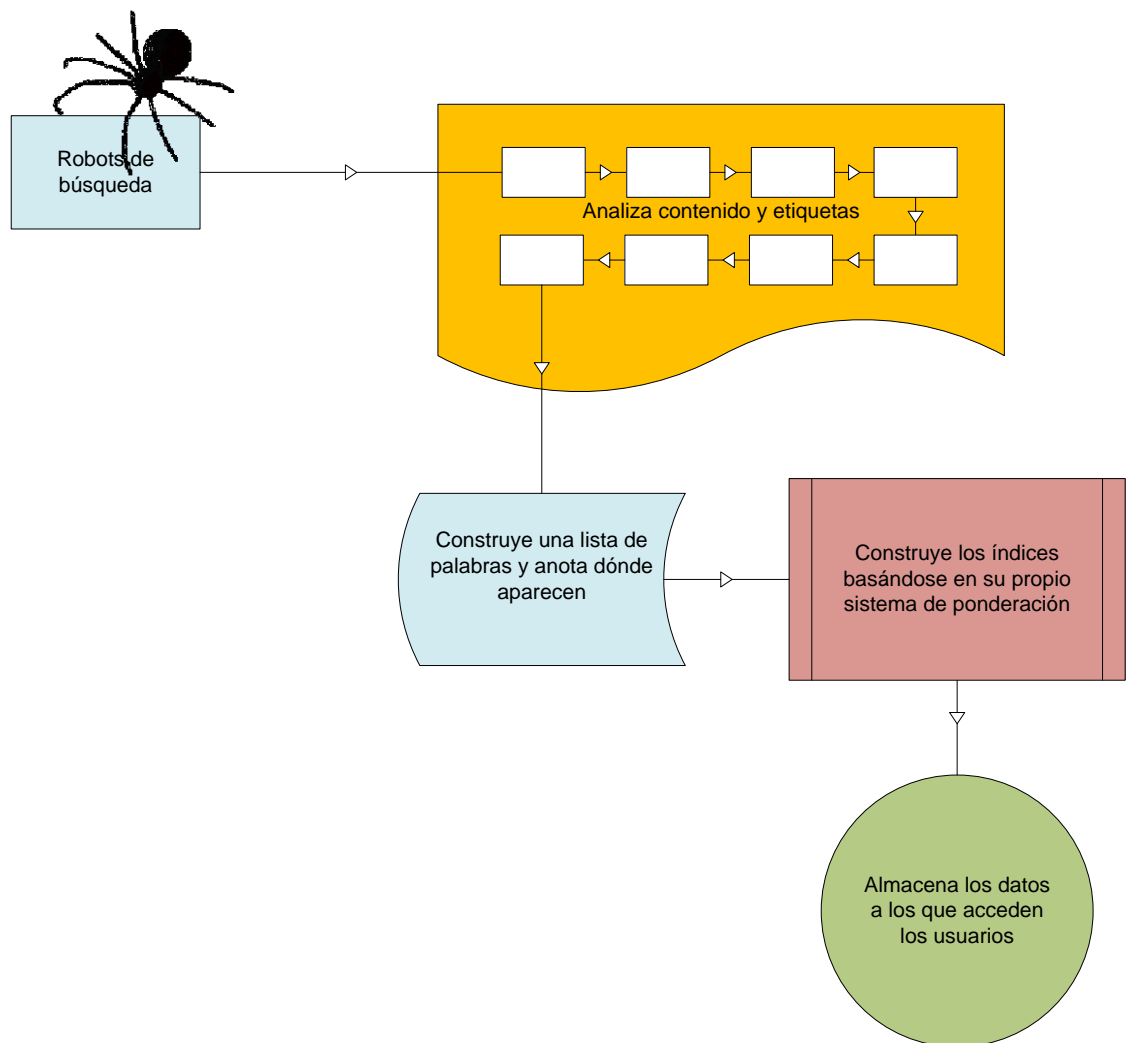 Robots de
búsqueda
Analiza contenido y etiquetas
Construye una lista de
palabras y anota dónde
aparecen
Construye los índices
basándose en su propio
sistema de ponderación
Almacena los datos
a los que acceden
los usuarios